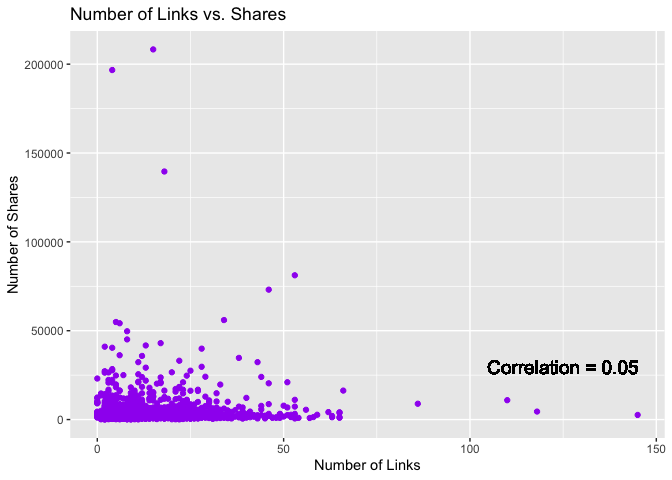 Number of Links vs. Shares
200000
150000
100000
50000
0
Number of Shares
Correlation = 0.05
0 50 100 150
Number of Links